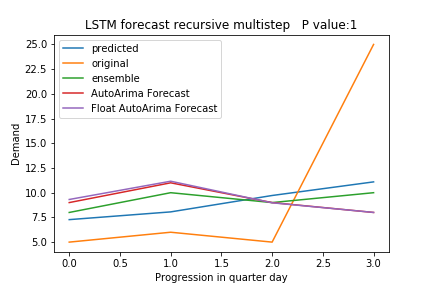 LSTM forecast recursive multistep   P value:1
predicted
original
ensemble
AutoArima Forecast
Float AutoArima Forecast
Demand
25.0
22.5
20.0
17.5
15.0
12.5
10.0
7.5
5.0
0.0 0.5 1.0 1.5 2.0 2.5 3.0
Progression in quarter day